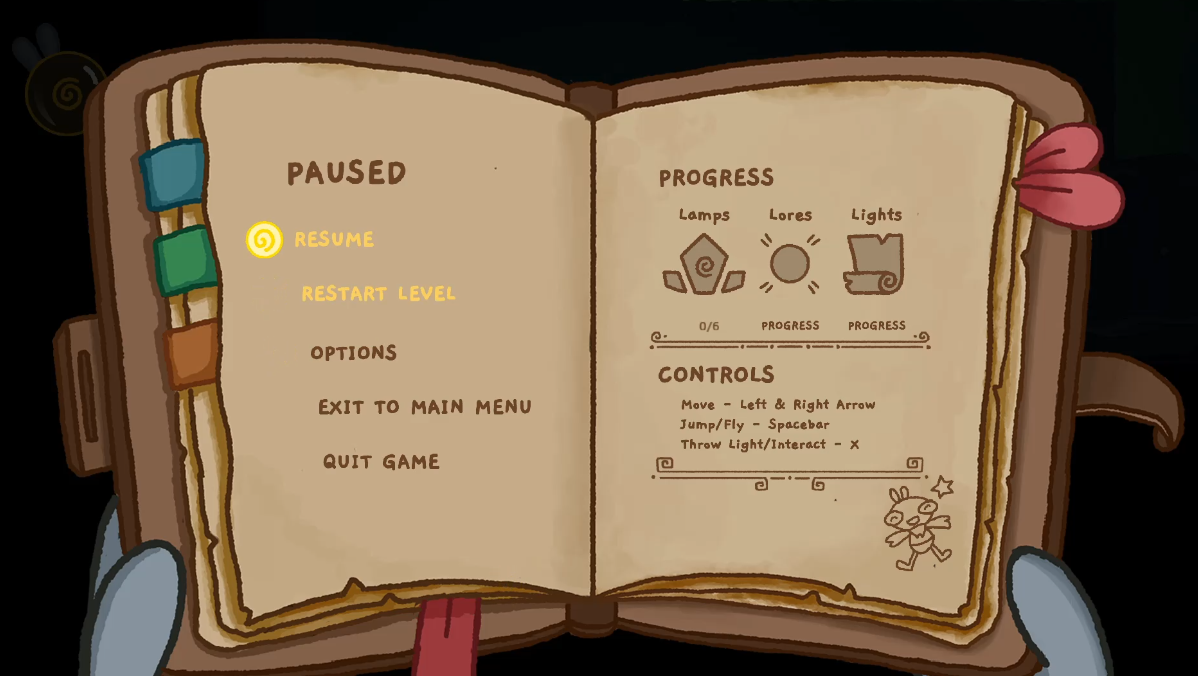 PAUSED
RESUME
RESTART LEVEL
OPTIONS
EXIT TO MAIN MENU
QUIT GAME
PROGRESS
Lamps Lores Lights
0/6 PROGRESS PROGRESS
CONTROLS
Move - Left & Right Arrow
Jump/Fly - Spacebar
Throw Light/Interact - X